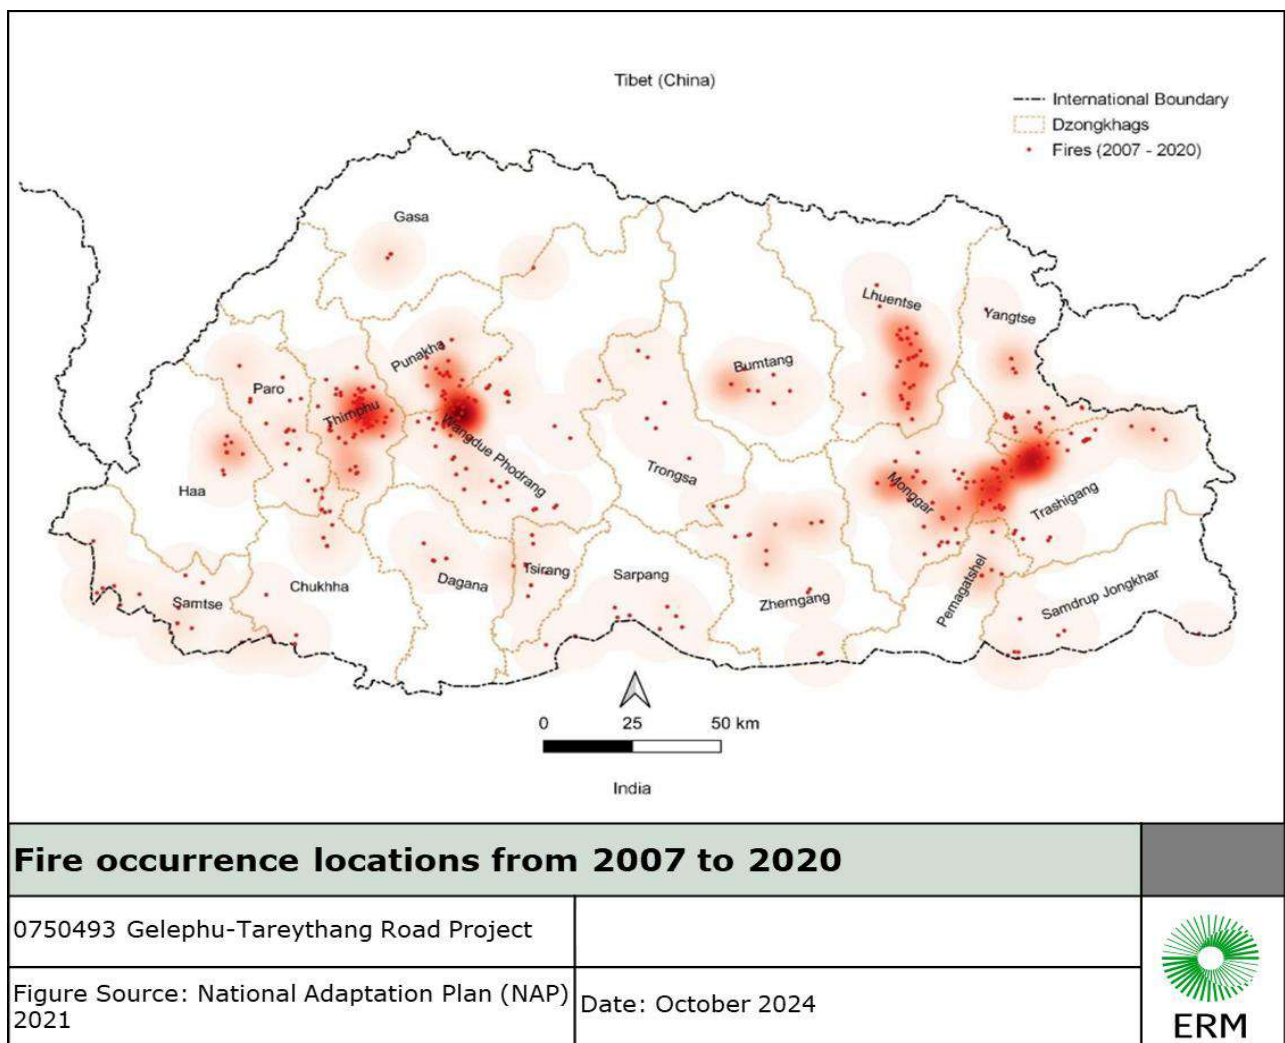 Tibet (China)
International Boundary
Dzongkhags
Fires (2007 - 2020)
Gasa
Lhuentse
Yangtse
Punakha
Bumtang
Paro
Thimphu
Wangdue Phodrang
Trongsa
Haa
Monggar
Trashigang
Chukhha
Dagana
Tsirang
Sarpang
Samtse
Zhemgang
Pemagatshel
Samdrup Jongkhar
0 25 50 km
India
Fire occurrence locations from 2007 to 2020
0750493 Gelephu-Tareythang Road Project
Figure Source: National Adaptation Plan (NAP)
2021
Date: October 2024
ERM